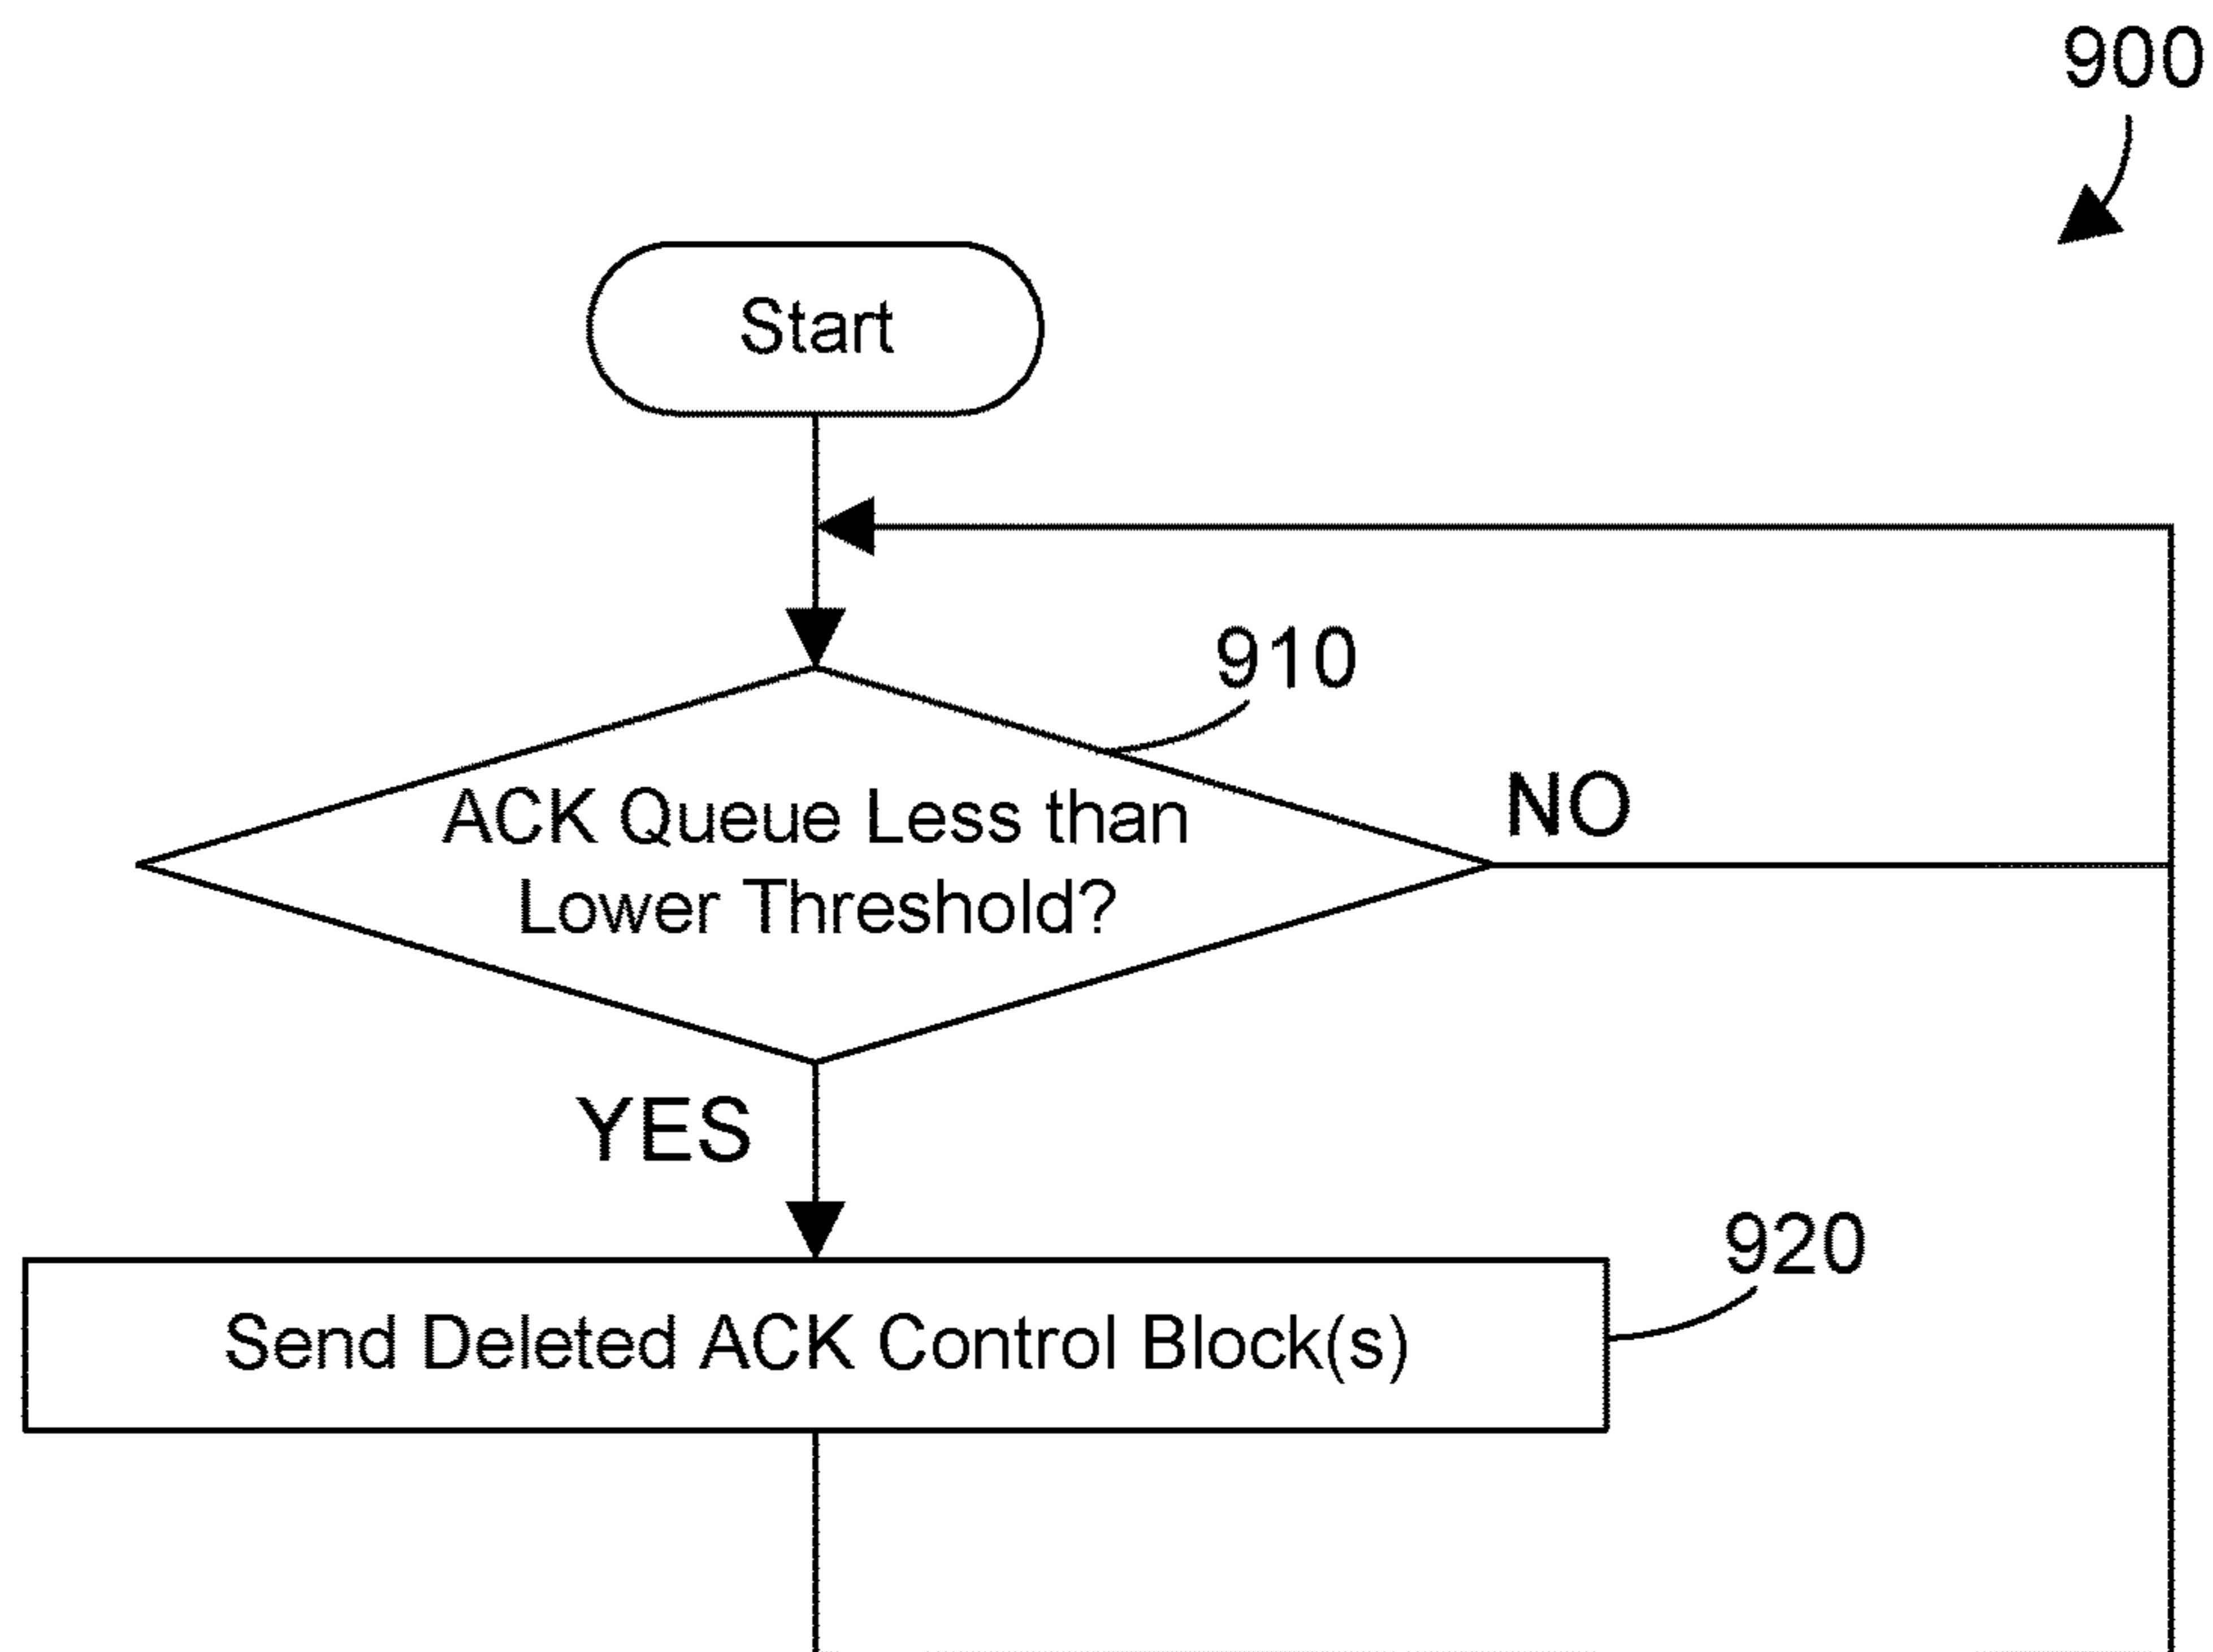 900
Start
910
ACK Queue Less than
Lower Threshold?
NO
YES
920
Send Deleted ACK Control Block(s)